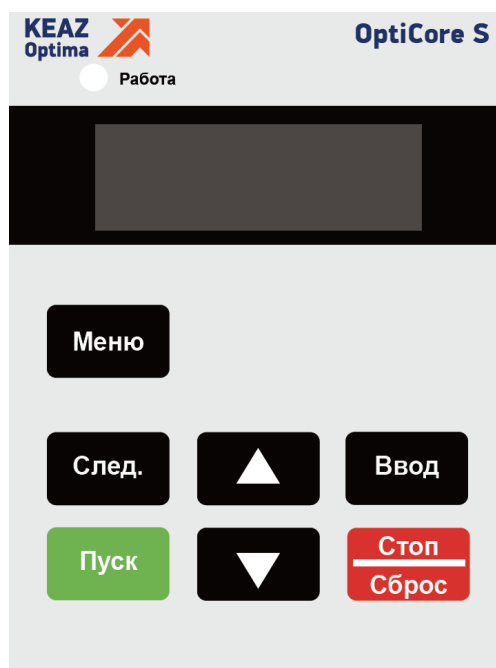 KEAZ
Optima
OptiCore S
Работа
Меню
След.
Ввод
Пуск
Стоп
Сброс